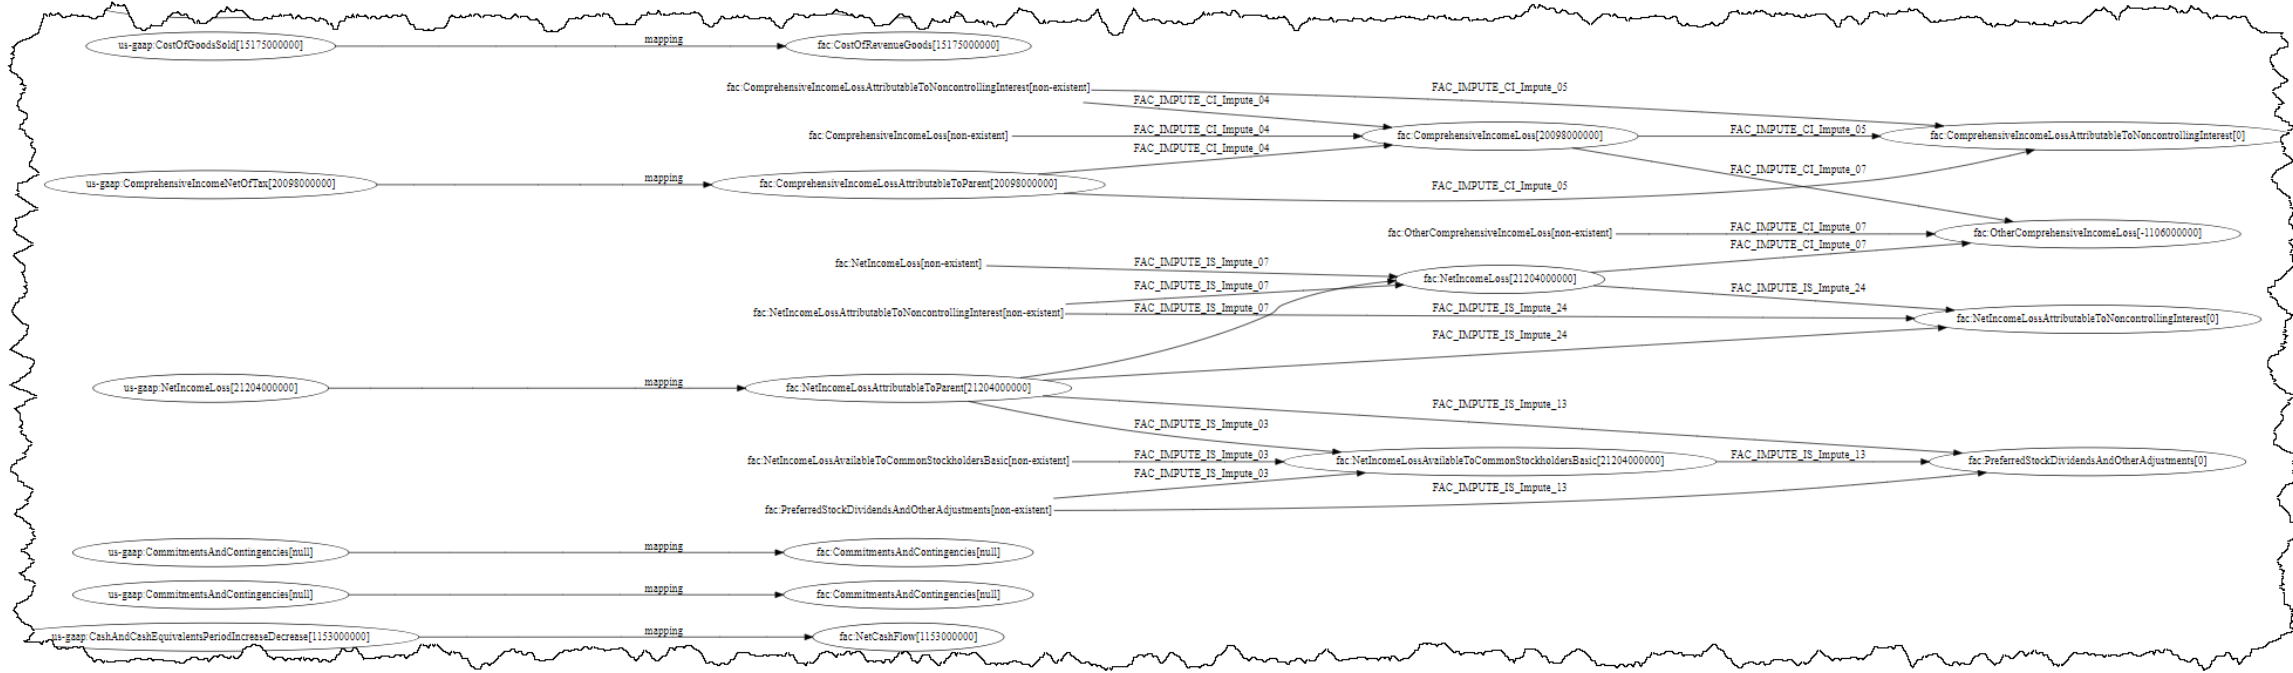 us-gaap:CostOfGoodsSold[15175000000] mapping fac:CostOfRevenueGoods[15175000000]
fac:ComprehensiveIncomeLossAttributableToNoncontrollingInterest[non-existent] FAC_IMPUTE_CI_Impute_05
FAC_IMPUTE_CI_Impute_04
fac:ComprehensiveIncomeLoss[non-existent] FAC_IMPUTE_CI_Impute_04 fac:ComprehensiveIncomeLoss[20098000000] FAC_IMPUTE_CI_Impute_05 fac:ComprehensiveIncomeLossAttributableToNoncontrollingInterest[0]
FAC_IMPUTE_CI_Impute_04
FAC_IMPUTE_CI_Impute_07
us-gaap:ComprehensiveIncomeNetOfTax[20098000000] mapping fac:ComprehensiveIncomeLossAttributableToParent[20098000000] FAC_IMPUTE_CI_Impute_05
fac:OtherComprehensiveIncomeLoss[non-existent] FAC_IMPUTE_CI_Impute_07 fac:OtherComprehensiveIncomeLoss[-1106000000]
FAC_IMPUTE_CI_Impute_07
fac:NetIncomeLoss[non-existent] FAC_IMPUTE_IS_Impute_07
fac:NetIncomeLoss[21204000000]
FAC_IMPUTE_IS_Impute_07 FAC_IMPUTE_IS_Impute_24
fac:NetIncomeLossAttributableToNoncontrollingInterest[non-existent] FAC_IMPUTE_IS_Impute_07 FAC_IMPUTE_IS_Impute_24 fac:NetIncomeLossAttributableToNoncontrollingInterest[0]
FAC_IMPUTE_IS_Impute_24
us-gaap:NetIncomeLoss[21204000000] mapping fac:NetIncomeLossAttributableToParent[21204000000]
FAC_IMPUTE_IS_Impute_13
FAC_IMPUTE_IS_Impute_03
fac:NetIncomeLossAvailableToCommonStockholdersBasic[non-existent] FAC_IMPUTE_IS_Impute_03 fac:NetIncomeLossAvailableToCommonStockholdersBasic[21204000000] FAC_IMPUTE_IS_Impute_13 fac:PreferredStockDividendsAndOtherAdjustments[0]
FAC_IMPUTE_IS_Impute_03
FAC_IMPUTE_IS_Impute_13
fac:PreferredStockDividendsAndOtherAdjustments[non-existent]
us-gaap:CommitmentsAndContingencies[null] mapping fac:CommitmentsAndContingencies[null]
us-gaap:CommitmentsAndContingencies[null] mapping fac:CommitmentsAndContingencies[null]
us-gaap:CashAndCashEquivalentsPeriodIncreaseDecrease[1153000000] mapping fac:NetCashFlow[1153000000]